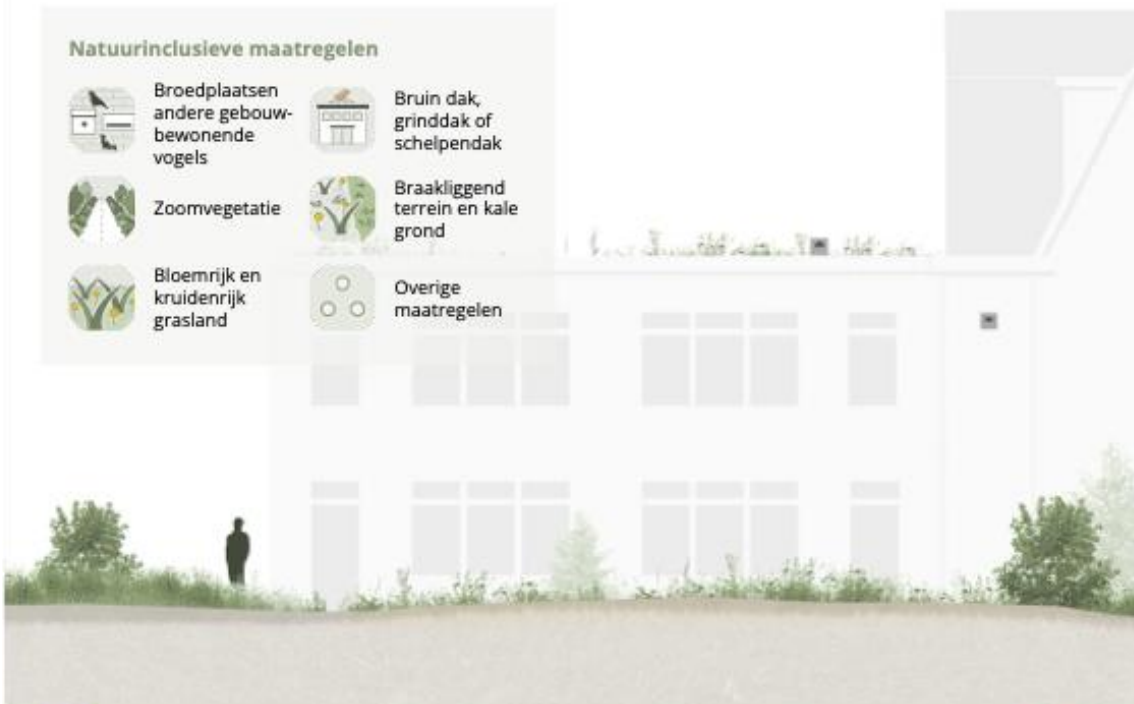 Natuurinclusieve maatregelen
Broedplaatsen
andere gebouw-
bewonende
vogels
Bruin dak,
grinddak of
schelpendak
Zoomvegetatie
Braakliggend
terrein en kale
grond
Bloemrijk en
kruidenrijk
grasland
Overige
maatregelen